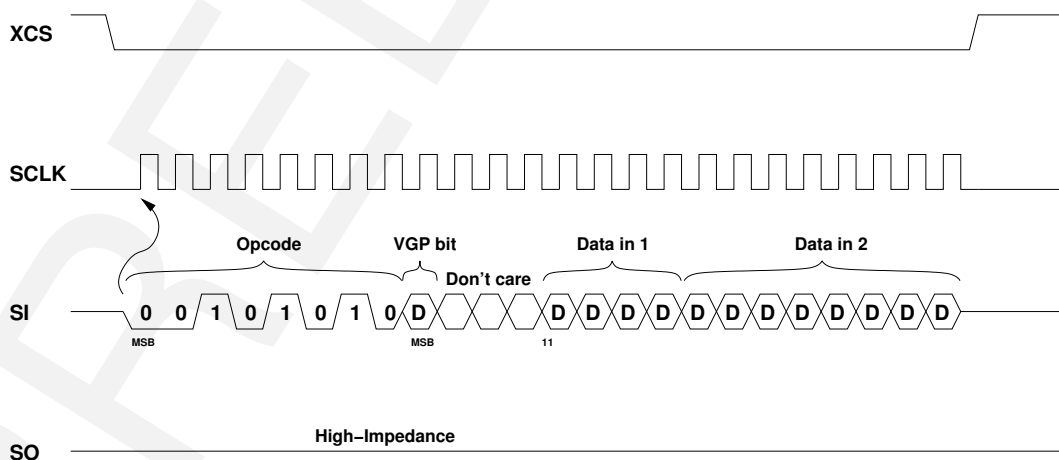 XCS
SCLK
Opcode VGP bit Data in 1 Data in 2
Don't care
SI 0 0 1 0 1 0 1 0 D D D D D D D D D D D D D
MSB MSB 11
High–Impedance
SO